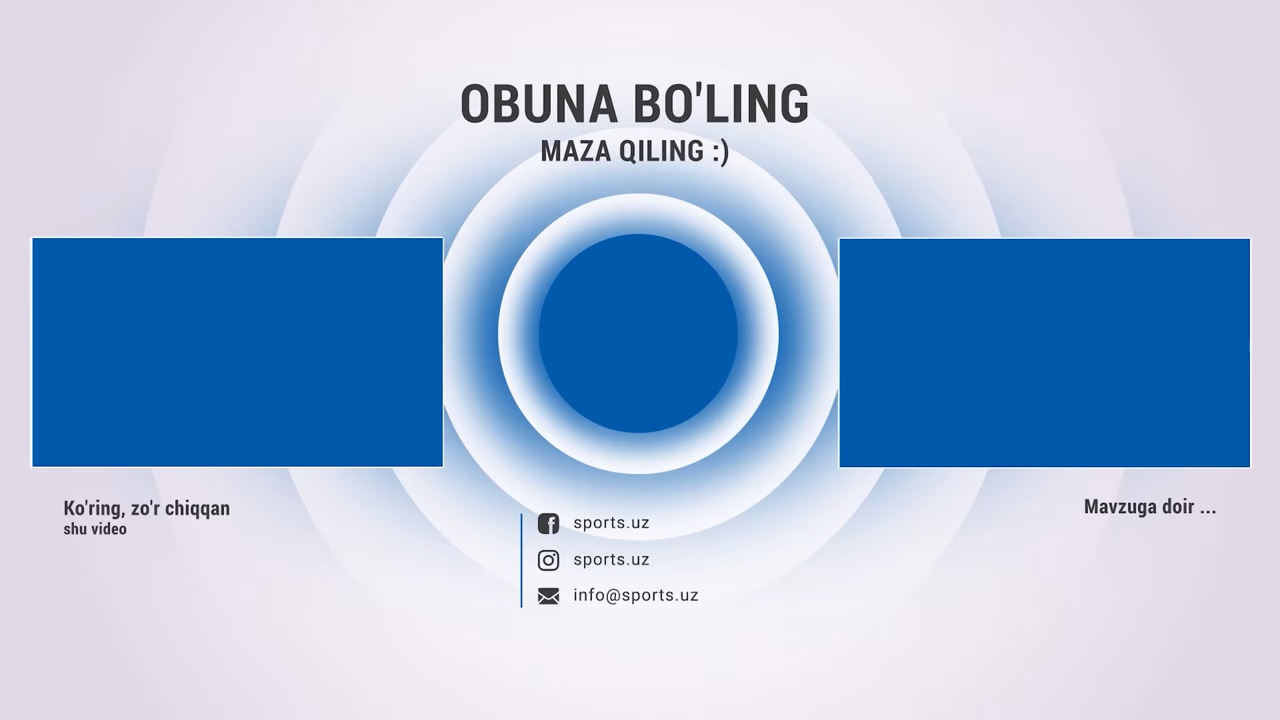 OBUNA BO'LING
MAZA QILING :)
Ko'ring, zo'r chiqqan
shu video
Mavzuga doir ...
sports.uz
sports.uz
info@sports.uz